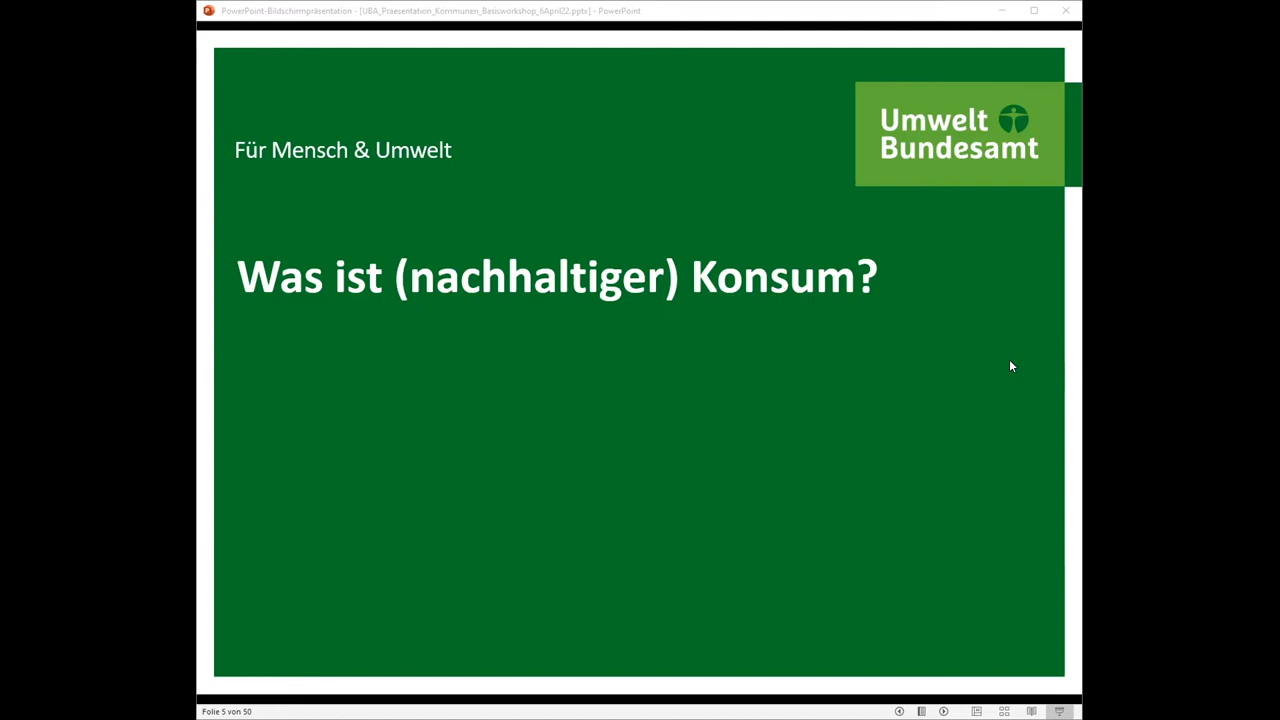 PowerPoint-Bildschirmpräsentation - [UBA_Praesentation_Kommunen_Basisworkshop_6April22.pptx] - PowerPoint
Umwelt
Bundesamt
Für Mensch & Umwelt
Was ist (nachhaltiger) Konsum?
Folie 5 von 50